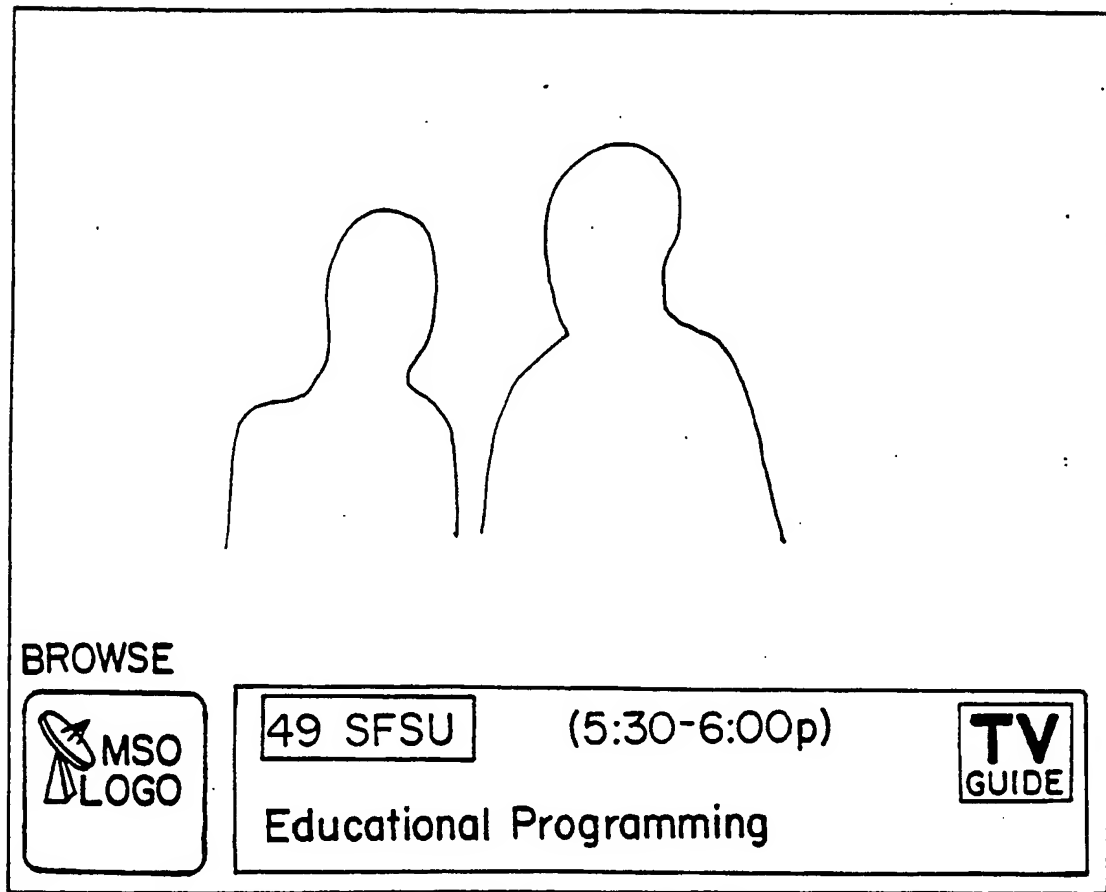 BROWSE
MSO
LOGO
49 SFSU (5:30-6:00p)
TV
GUIDE
Educational Programming